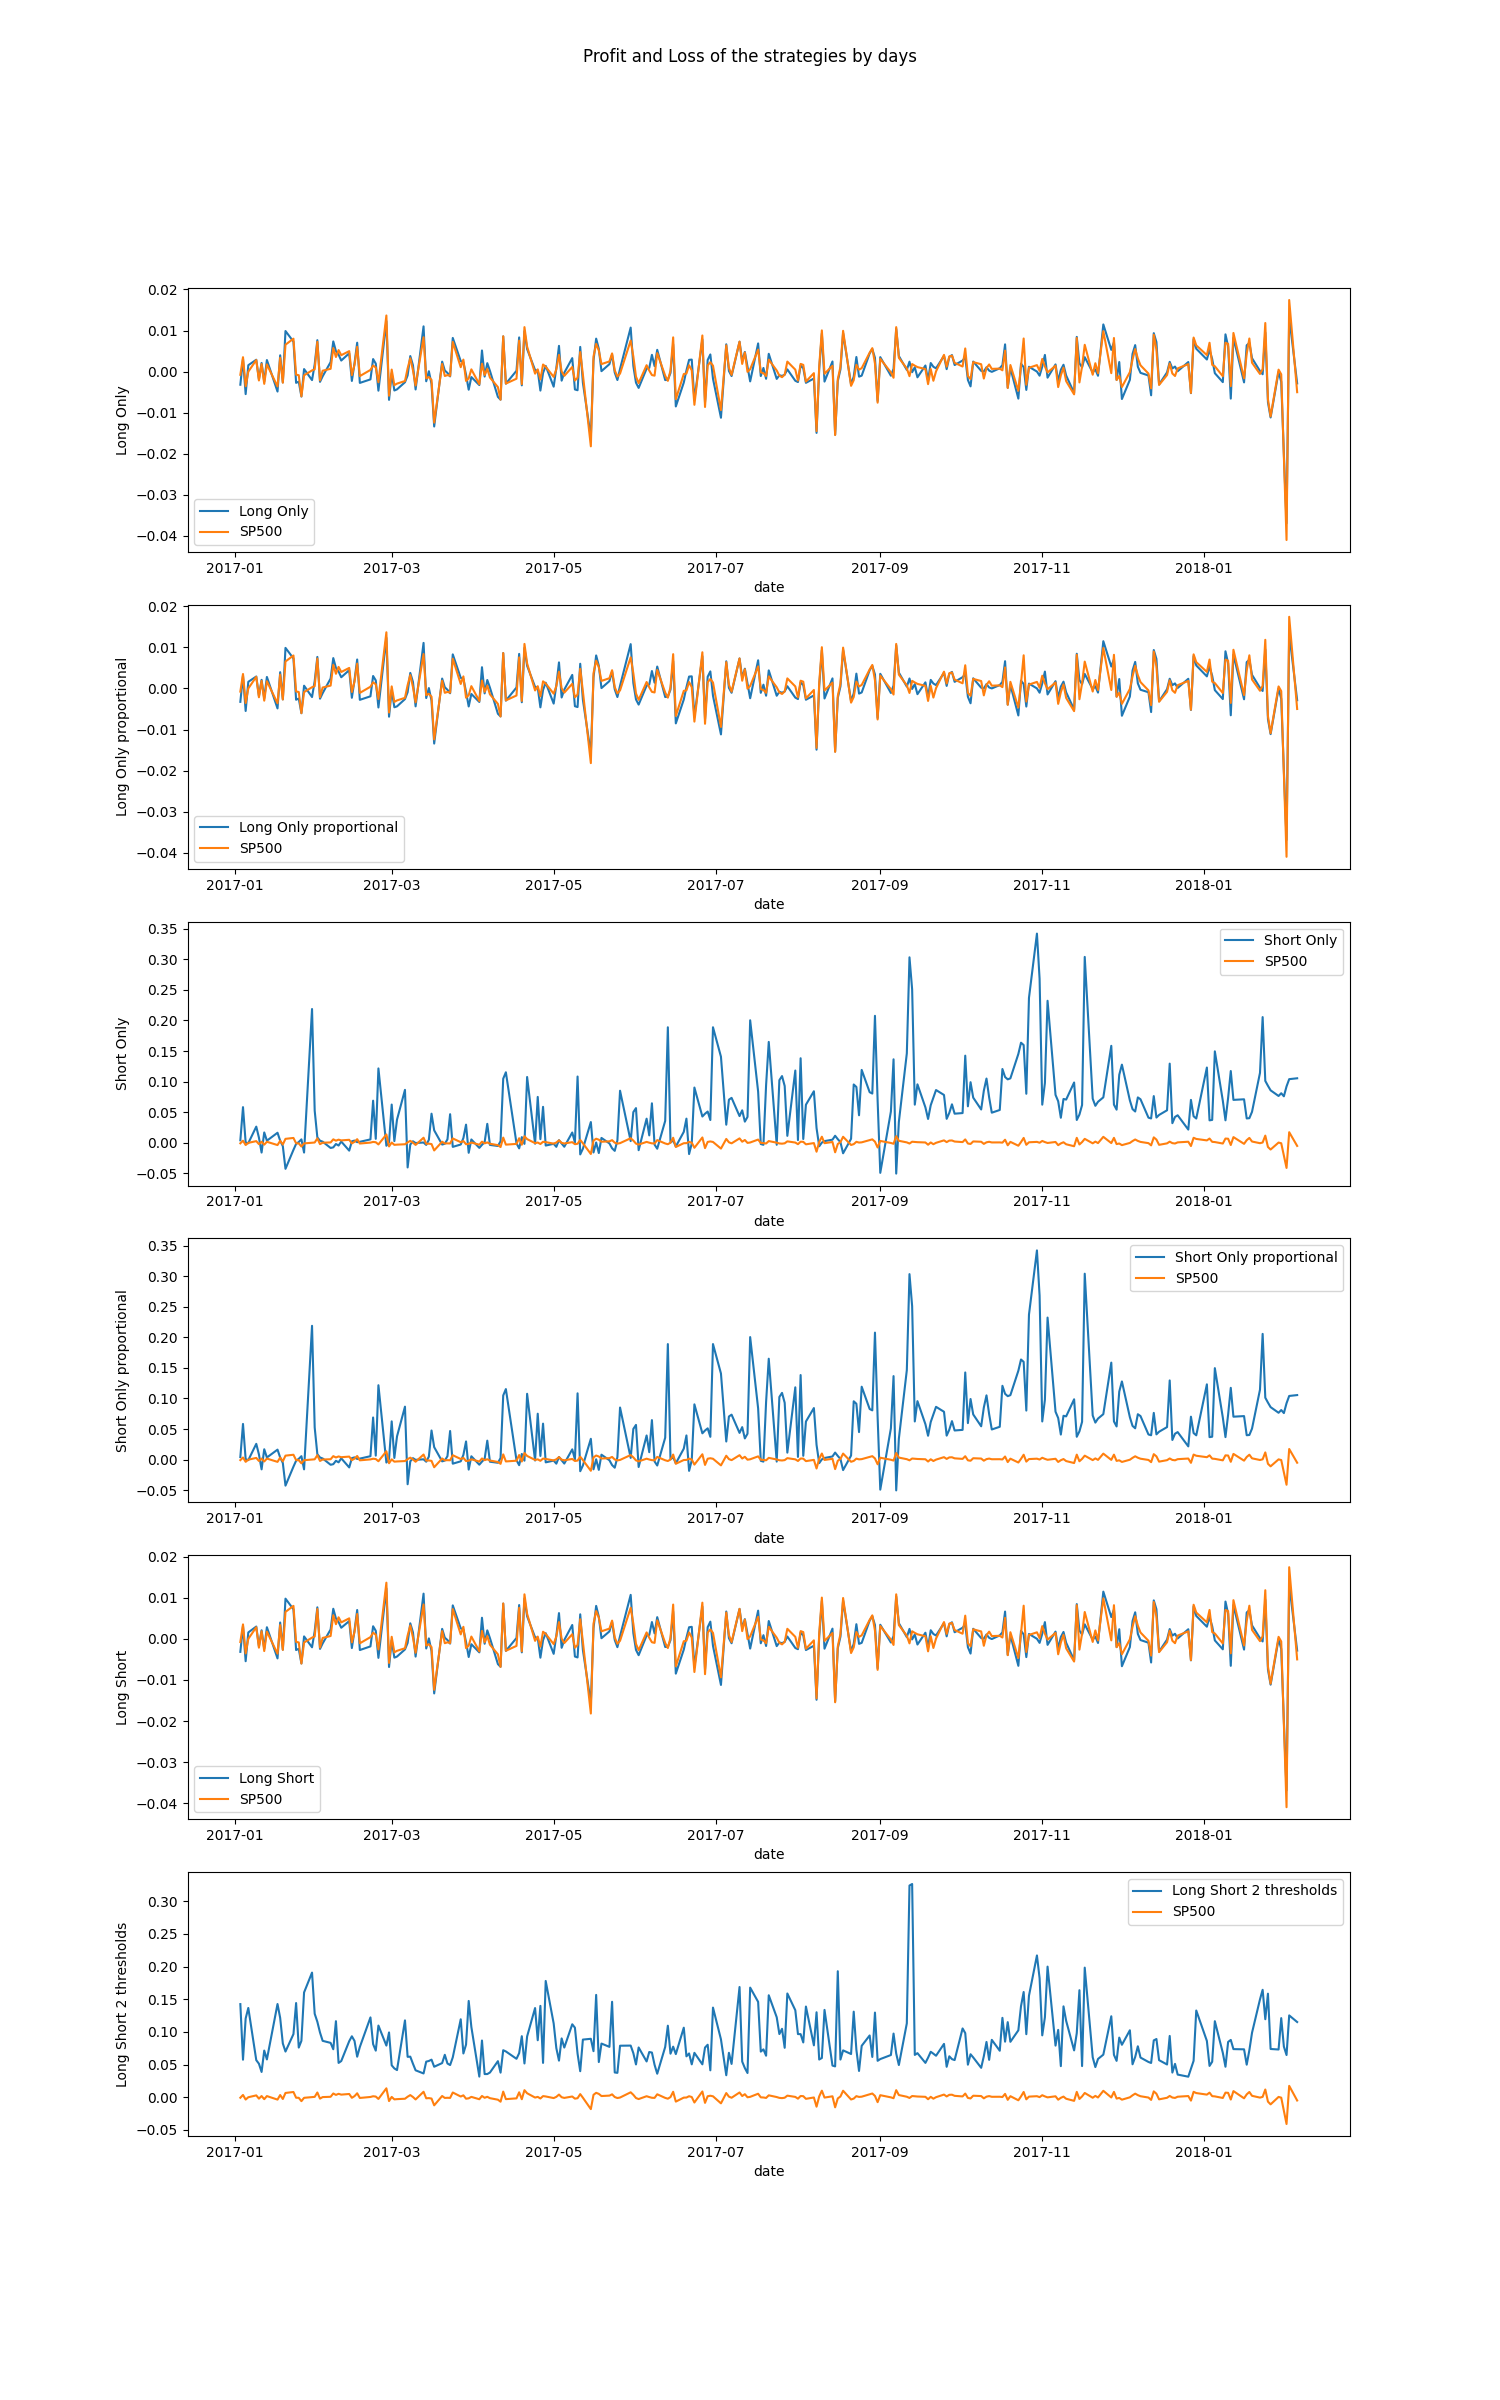 Profit and Loss of the strategies by days
0.02
0.01
0.00
−0.01
−0.02
−0.03
−0.04
Long Only
Long Only
SP500
2017-01 2017-03 2017-05 2017-07 2017-09 2017-11 2018-01
date
0.02
0.01
0.00
−0.01
−0.02
−0.03
−0.04
Long Only proportional
Long Only proportional
SP500
2017-01 2017-03 2017-05 2017-07 2017-09 2017-11 2018-01
date
0.35
0.30
0.25
0.20
0.15
0.10
0.05
0.00
−0.05
Short Only
Short Only
SP500
2017-01 2017-03 2017-05 2017-07 2017-09 2017-11 2018-01
date
0.35
0.30
0.25
0.20
0.15
0.10
0.05
0.00
−0.05
Short Only proportional
Short Only proportional
SP500
2017-01 2017-03 2017-05 2017-07 2017-09 2017-11 2018-01
date
0.02
0.01
0.00
−0.01
−0.02
−0.03
−0.04
Long Short
Long Short
SP500
2017-01 2017-03 2017-05 2017-07 2017-09 2017-11 2018-01
date
0.30
0.25
0.20
0.15
0.10
0.05
0.00
−0.05
Long Short 2 thresholds
Long Short 2 thresholds
SP500
2017-01 2017-03 2017-05 2017-07 2017-09 2017-11 2018-01
date